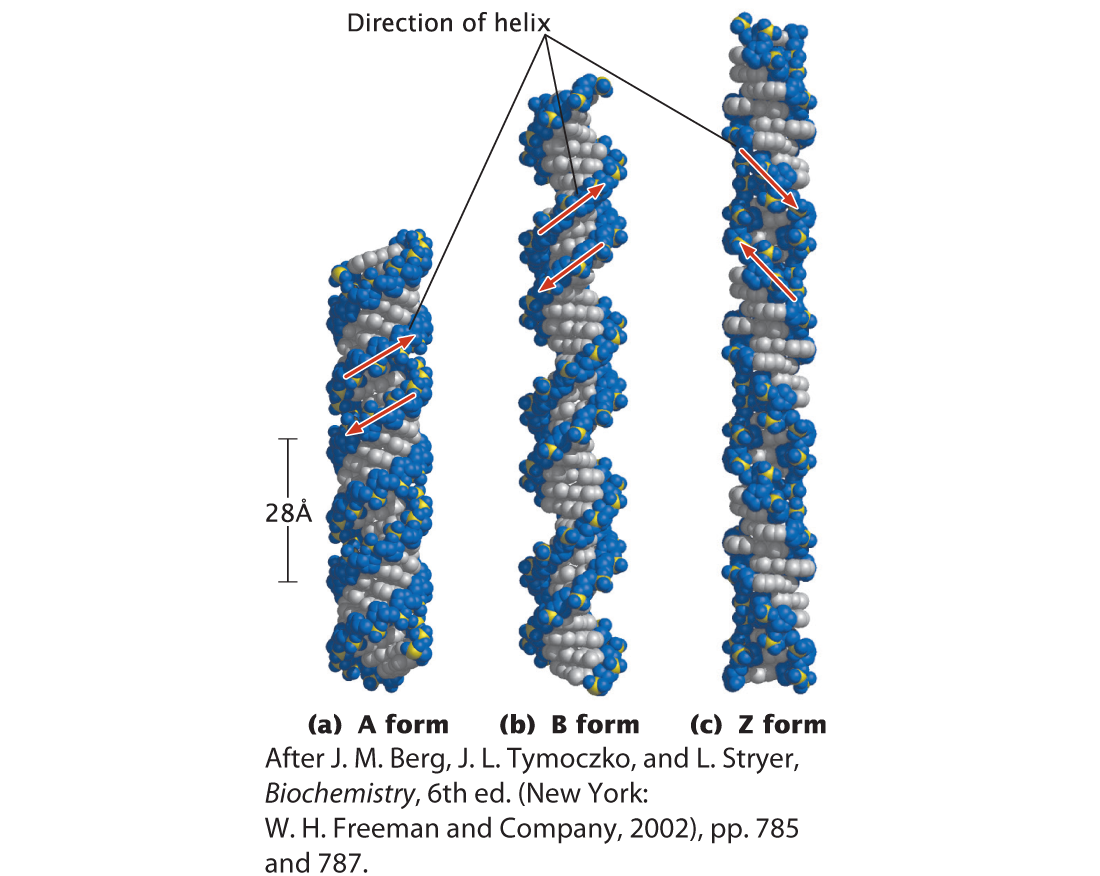 Direction of helix
28Å
(a) A form (b) B form (c) Z form
After J. M. Berg, J. L. Tymoczko, and L. Stryer,
Biochemistry, 6th ed. (New York:
W. H. Freeman and Company, 2002), pp. 785
and 787.